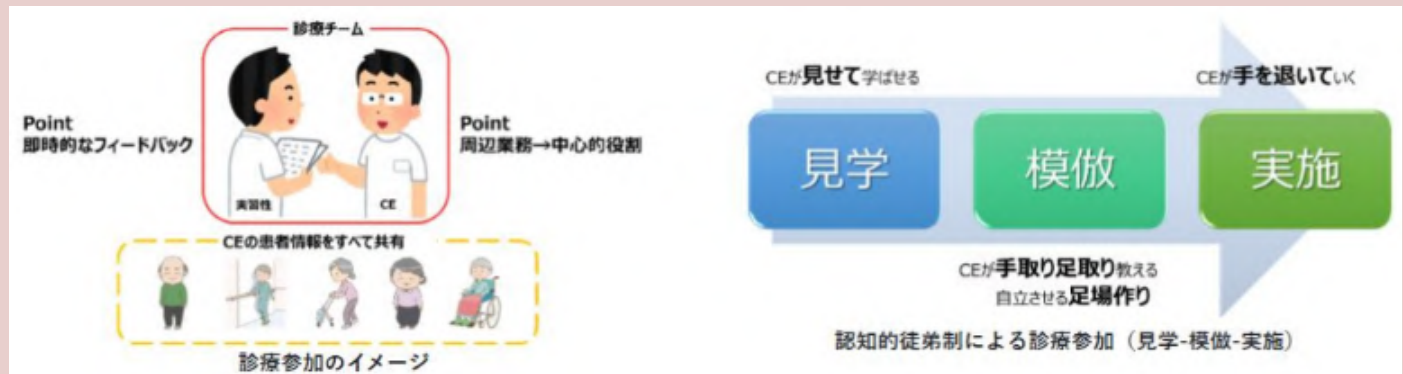 診療チーム
Point
即時的なフィードバック
Point
周辺業務→中心的役割
実習性
CE
CEの患者情報をすべて共有
診療参加のイメージ
CEが見せて学ばせる
CEが手を退いていく
見学
模倣
実施
CEが手取り足取り教える
自立させる足場作り
認知的徒弟制による診療参加（見学-模倣-実施）